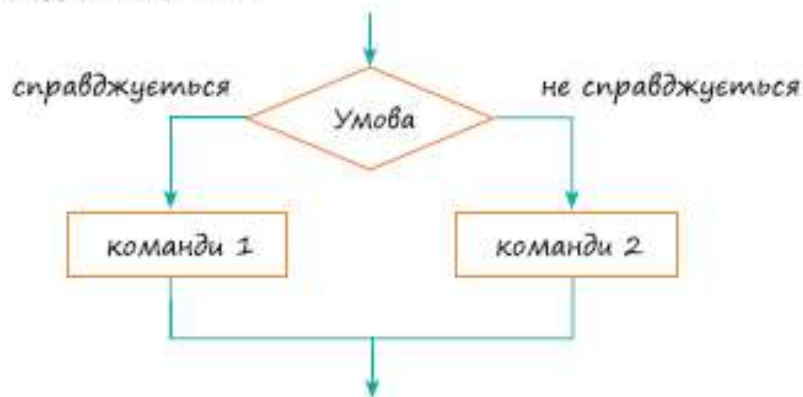 справджується
не справджується
Умова
команди 1
команди 2